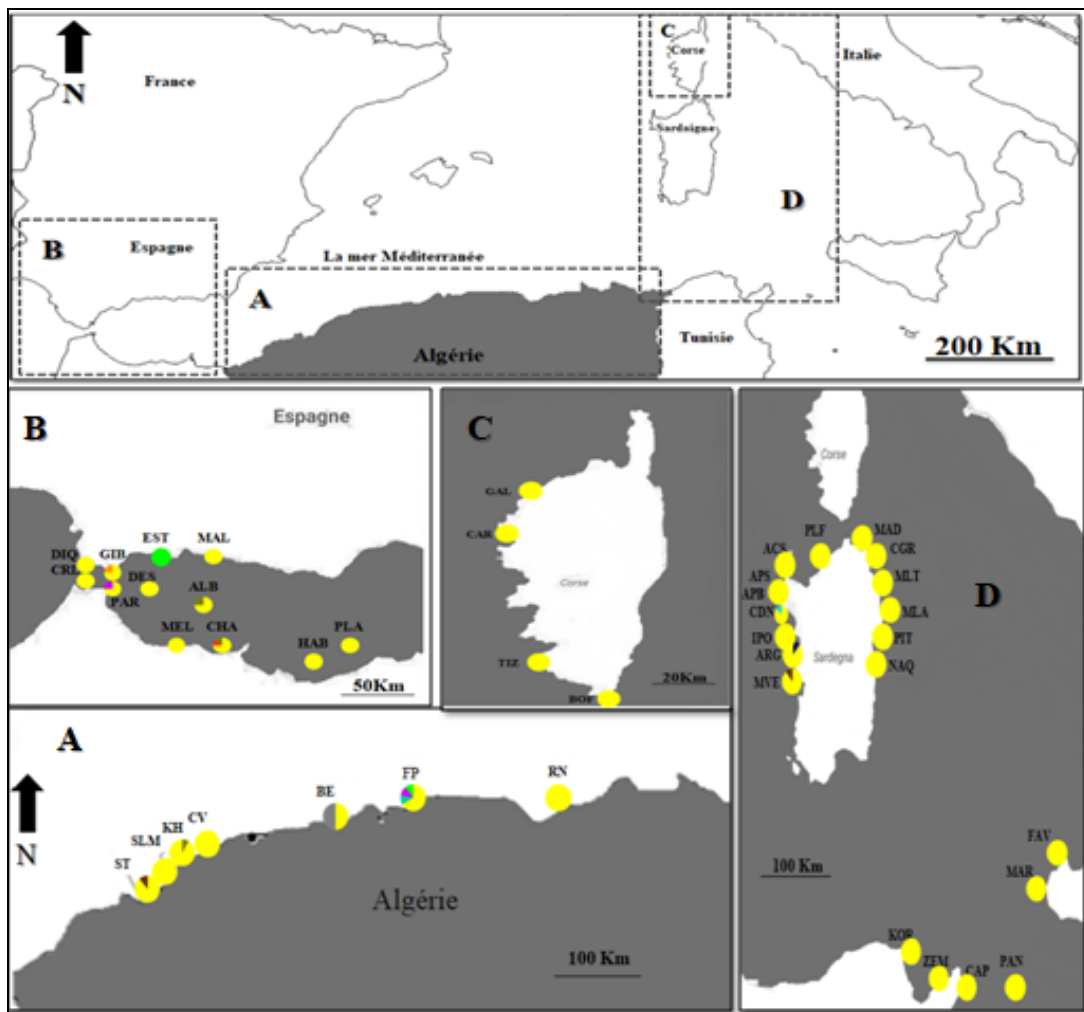 C
Corse
Italie
N
France
Sardaigne
D
B
Espagne
La mer Méditerranée
A
Algérie
Tunisie
200 Km
B
Espagne
EST
MAL
DIQ
GIB
CRL
DES
PAR
ALB
MEL
CHA
HAB
PLA
50Km
C
GAL
CAR
Corse
TIZ
20Km
D
Corse
MAD
PLF
ACS
CGR
APS
MLT
APB
CDN
MLA
IPO
PIT
ARG
Sardegna
NAQ
MVE
FAV
100 Km
MAR
KOR
ZEM
CAP
PAN
A
FP
RN
BE
CV
KH
SLM
N
ST
Algérie
100 Km